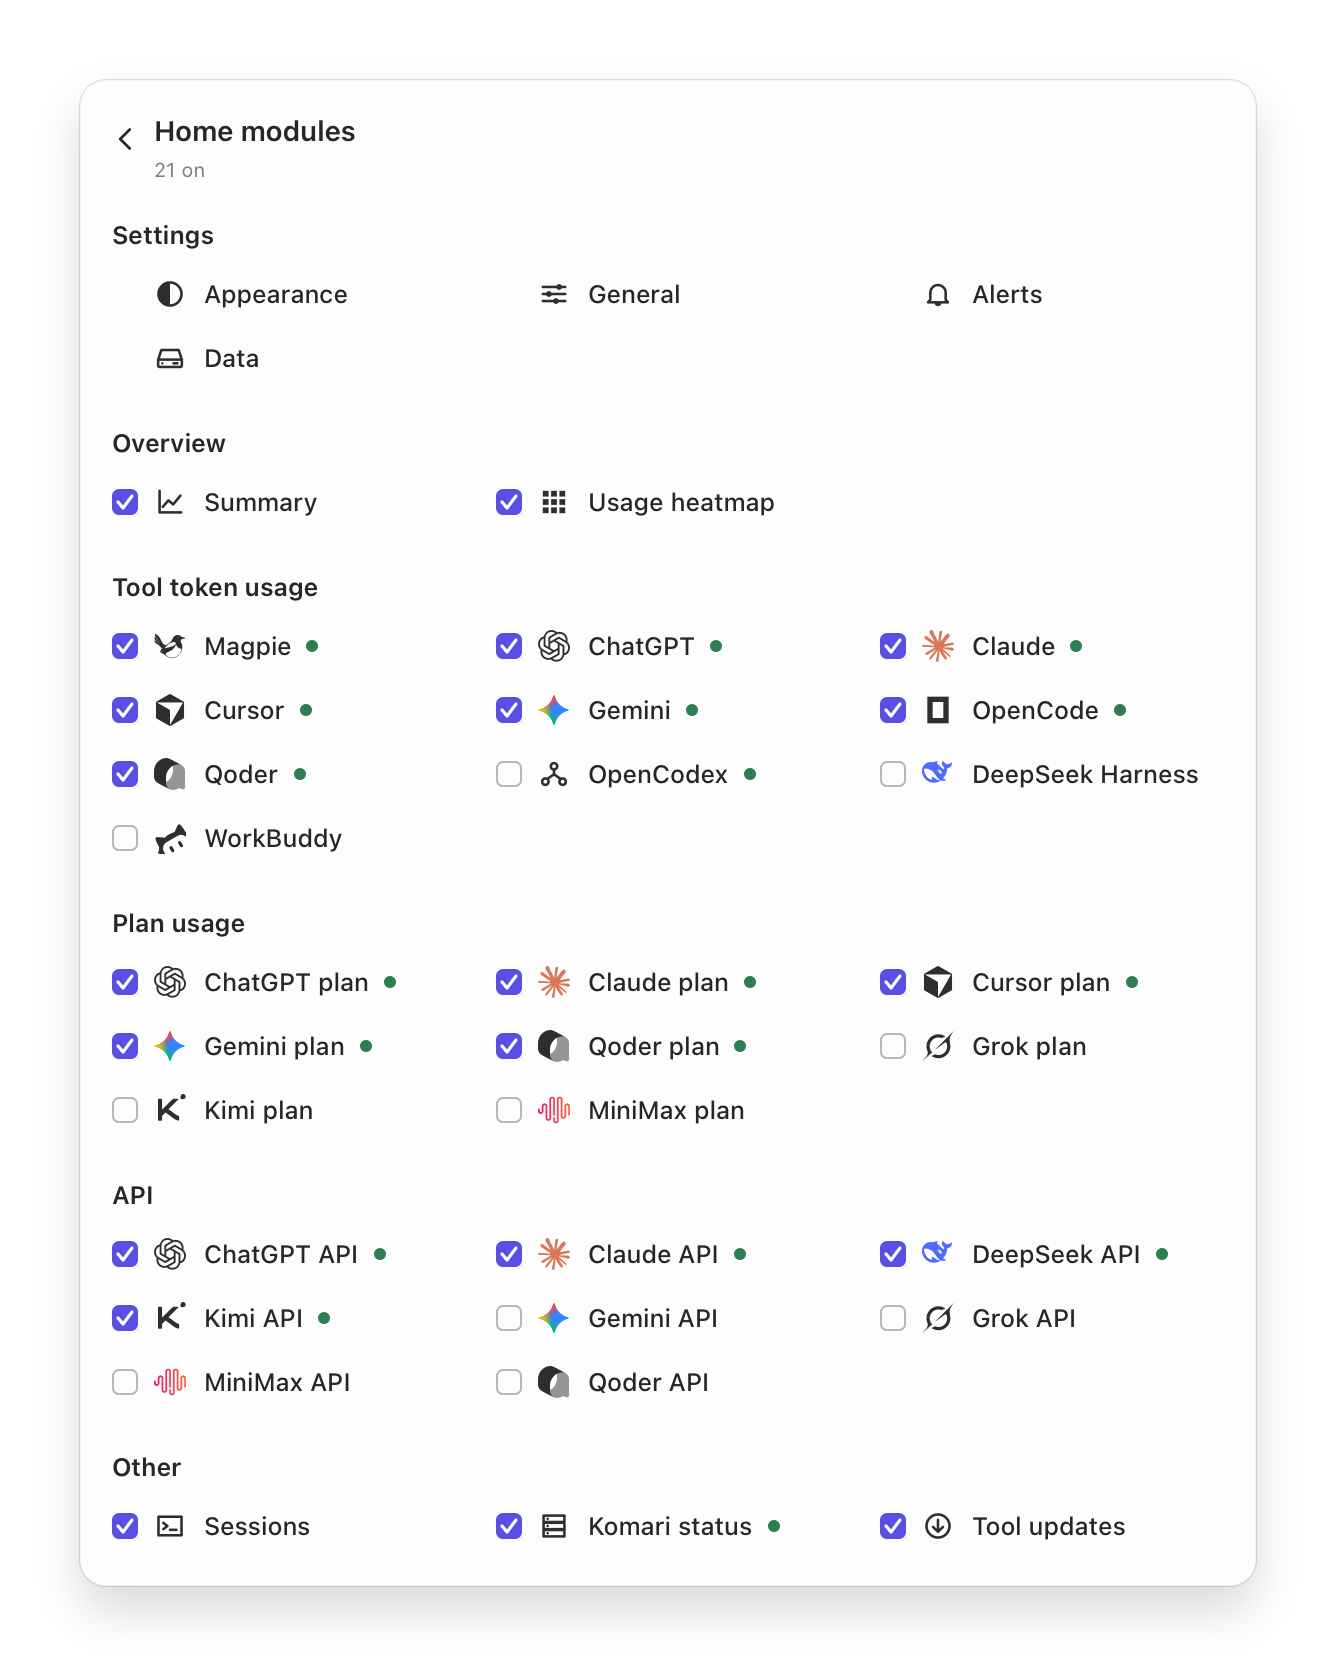 Home modules
21 on
Settings
Appearance
General
Alerts
Data
Overview
Summary
Usage heatmap
Tool token usage
Magpie
ChatGPT
Claude
Cursor
Gemini
OpenCode
Qoder
OpenCodex
DeepSeek Harness
WorkBuddy
Plan usage
ChatGPT plan
Claude plan
Cursor plan
Gemini plan
Qoder plan
Grok plan
Kimi plan
MiniMax plan
API
ChatGPT API
Claude API
DeepSeek API
Kimi API
Gemini API
Grok API
MiniMax API
Qoder API
Other
Sessions
Komari status
Tool updates